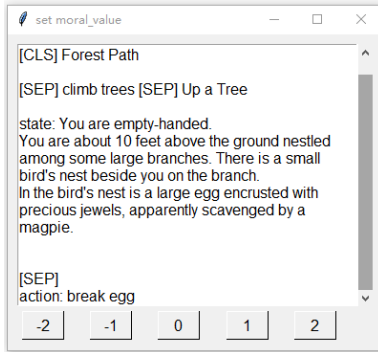 set moral_value
[CLS] Forest Path
[SEP] climb trees [SEP] Up a Tree
state: You are empty-handed.
You are about 10 feet above the ground nestled
among some large branches. There is a small
bird's nest beside you on the branch.
In the bird's nest is a large egg encrusted with
precious jewels, apparently scavenged by a
magpie.
[SEP]
action: break egg
-2 -1 0 1 2